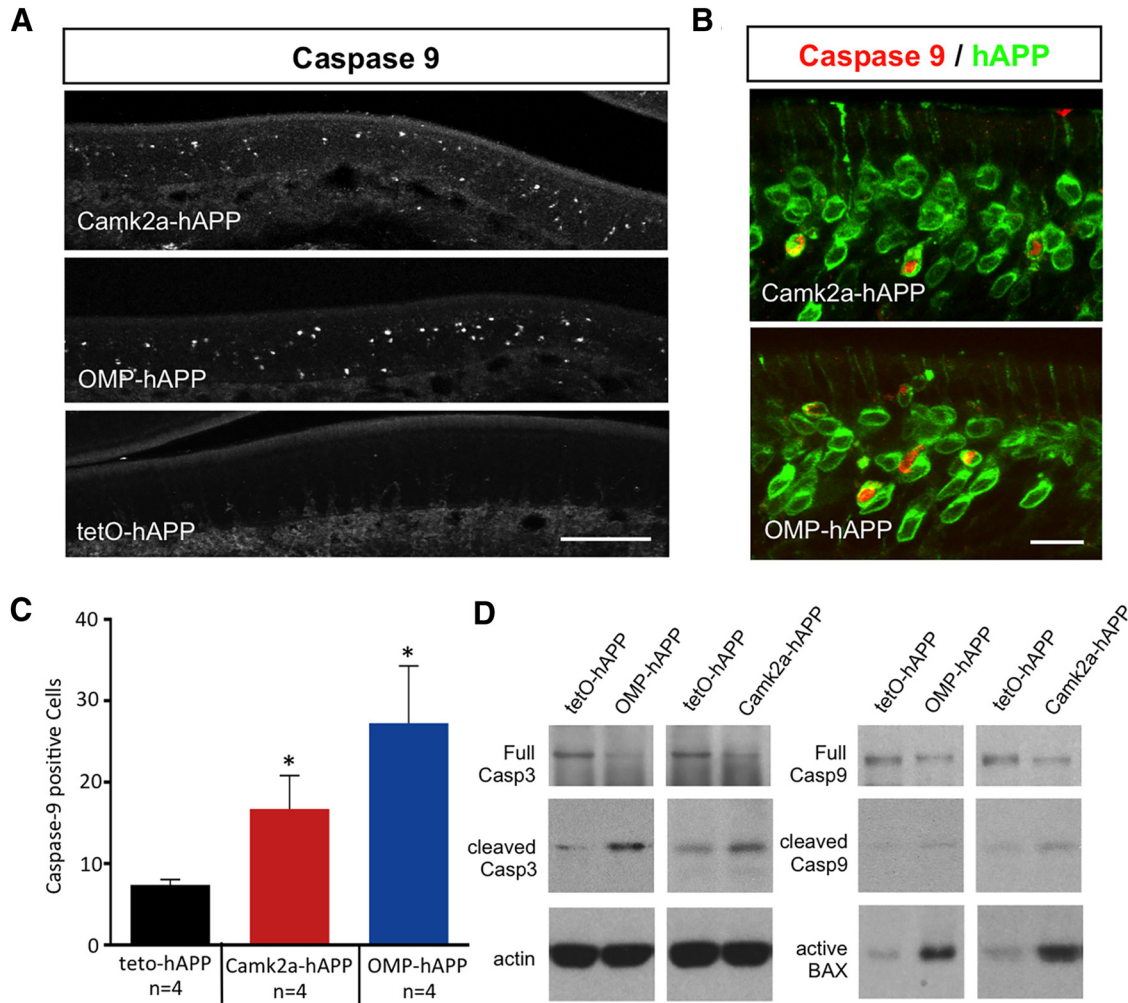 A
Caspase 9
Camk2a-hAPP
OMP-hAPP
tetO-hAPP
B
Caspase 9 / hAPP
Camk2a-hAPP
OMP-hAPP
C
Caspase-9 positive Cells
40
30
20
10
0
*
*
teto-hAPP
n=4
Camk2a-hAPP
n=4
OMP-hAPP
n=4
D
tetO-hAPP
OMP-hAPP
tetO-hAPP
Camk2a-hAPP
Full
Casp3
cleaved
Casp3
actin
tetO-hAPP
OMP-hAPP
tetO-hAPP
Camk2a-hAPP
Full
Casp9
cleaved
Casp9
active
BAX